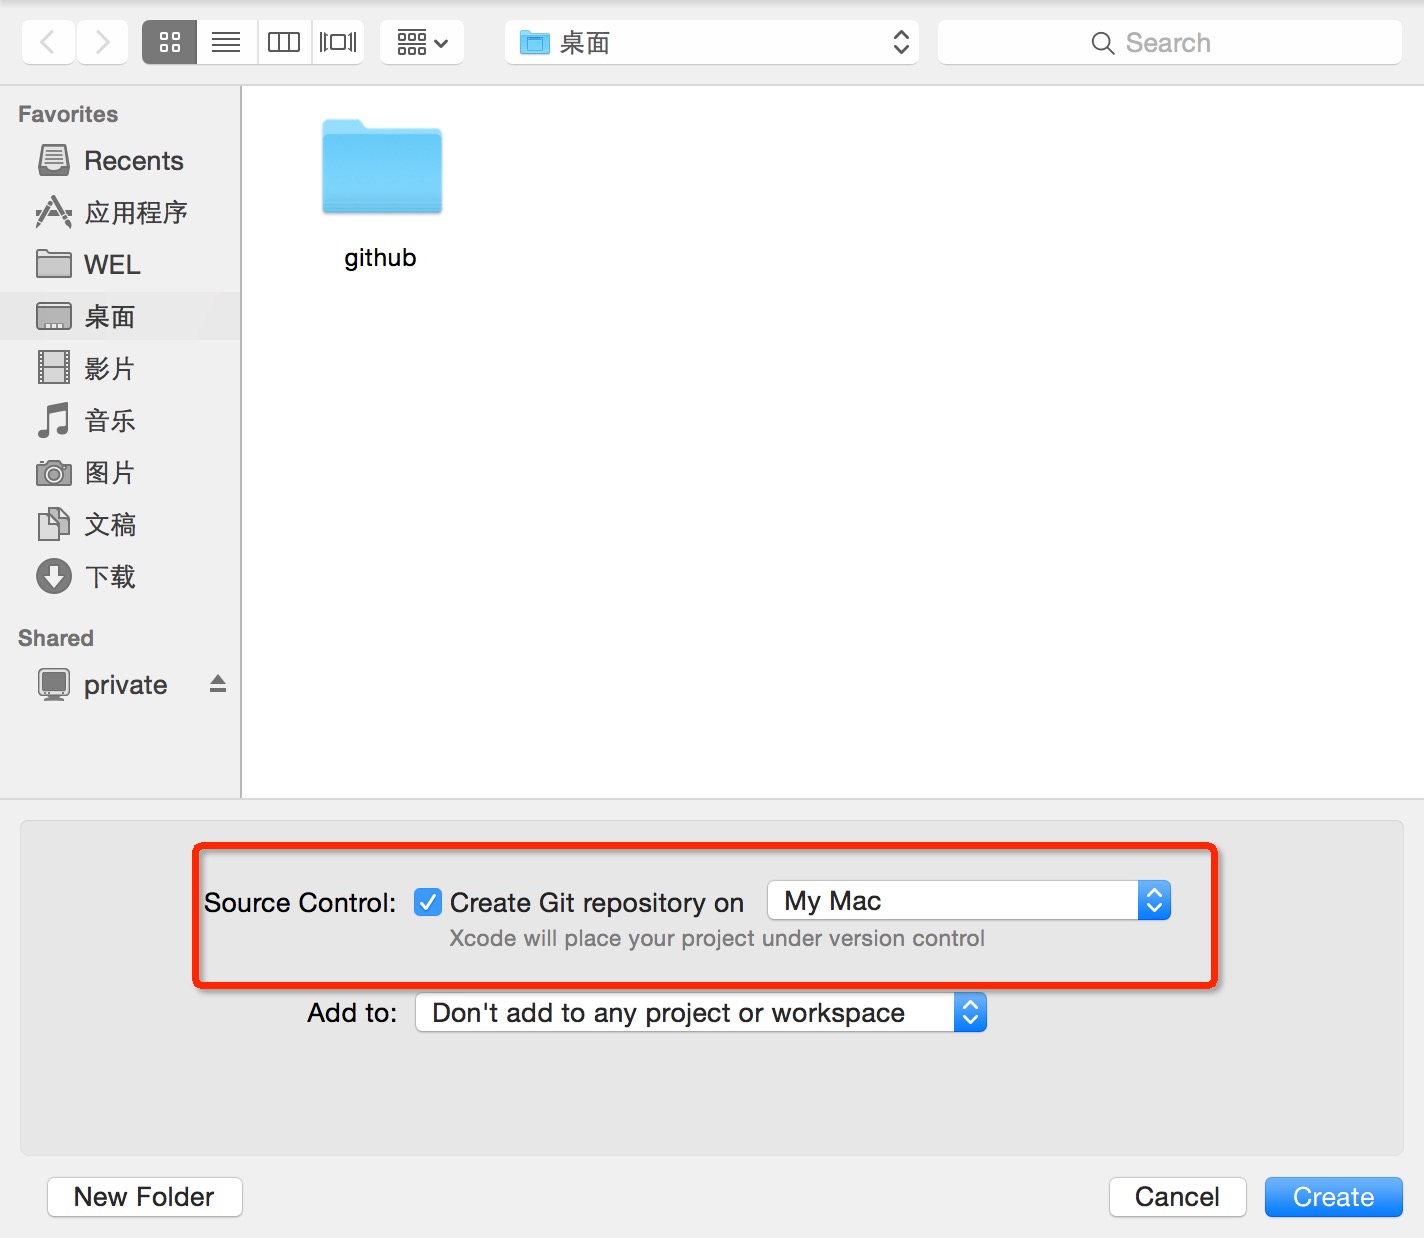 桌面
Search
Favorites
Recents
应用程序
WEL
桌面
影片
音乐
图片
文稿
下载
Shared
private
github
Source Control: Create Git repository on My Mac
Xcode will place your project under version control
Add to: Don't add to any project or workspace
New Folder Cancel Create